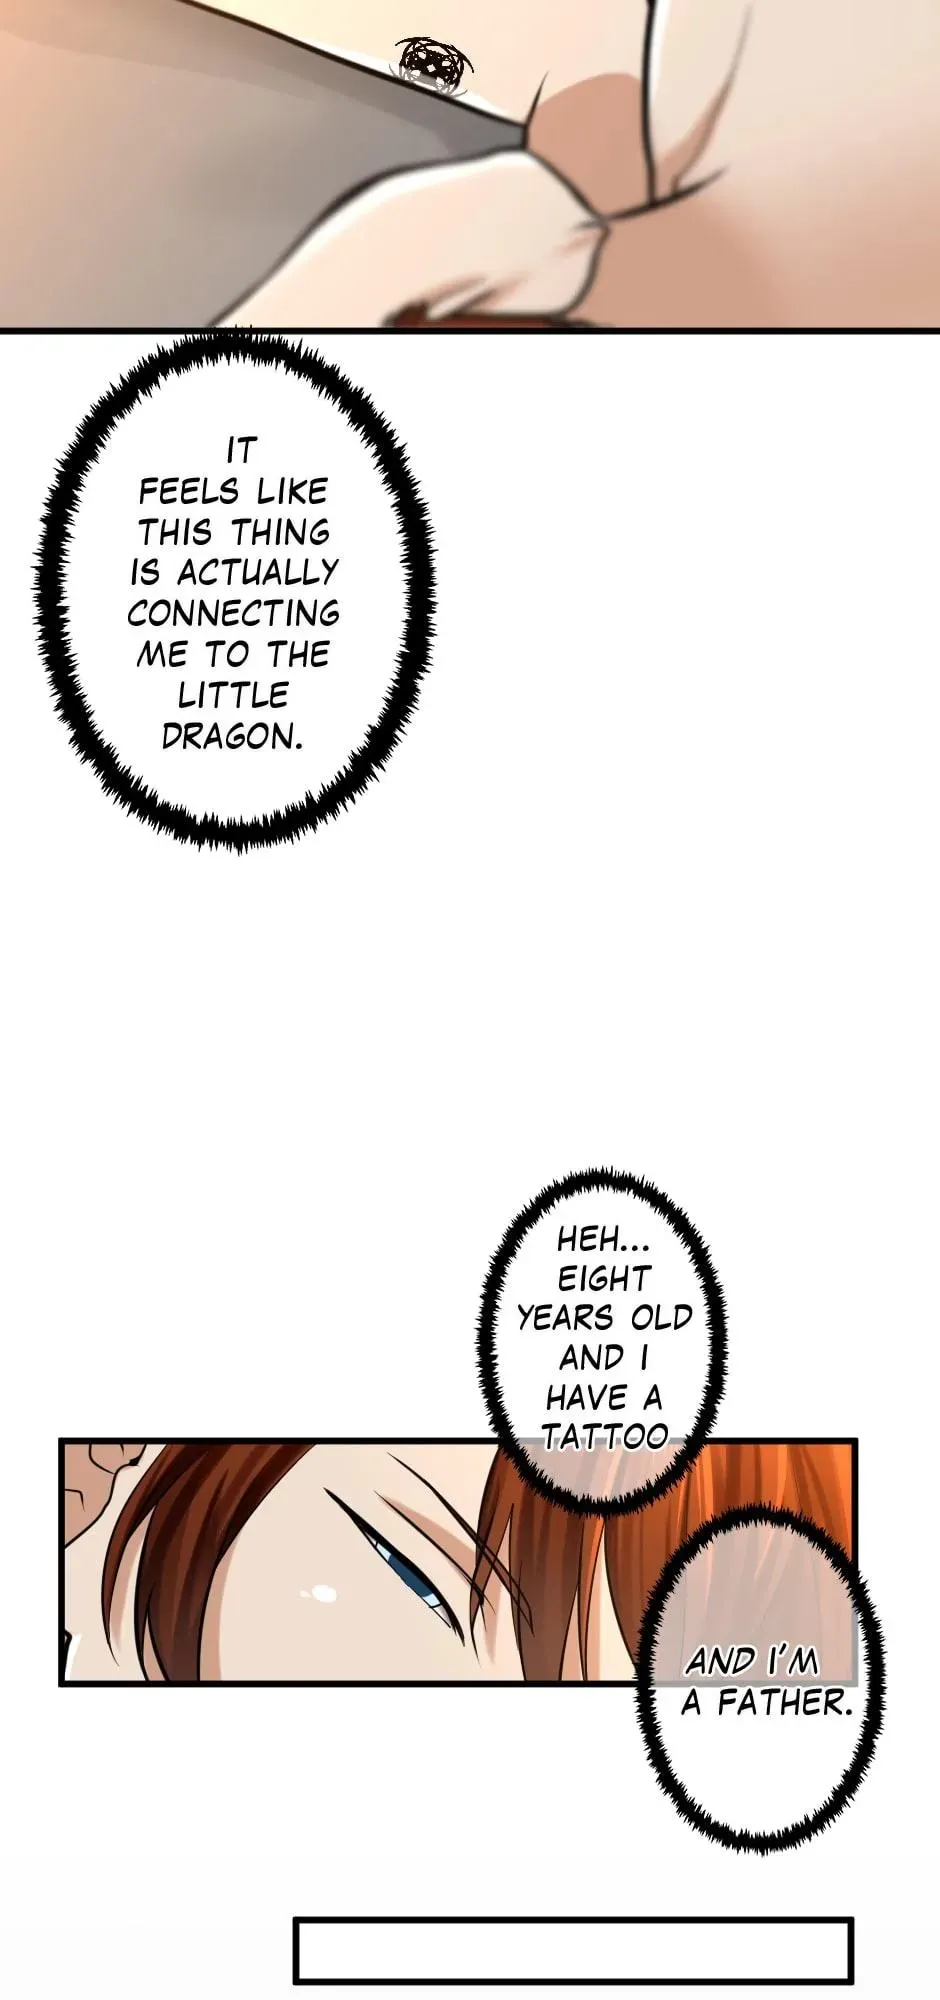 IT
FEELS LIKE
THIS THING
IS ACTUALLY
CONNECTING
ME TO THE
LITTLE
DRAGON.
HEH...
EIGHT
YEARS OLD
AND I
HAVE A
TATTOO
AND I'M
A FATHER.